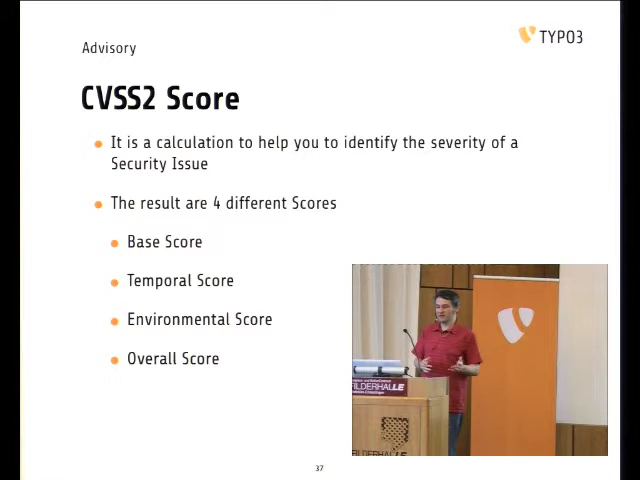 Advisory
TYPO3
CVSS2 Score
It is a calculation to help you to identify the severity of a
Security Issue
The result are 4 different Scores
Base Score
Temporal Score
Environmental Score
Overall Score
FILDERHALLE
FILDERHALLE
37